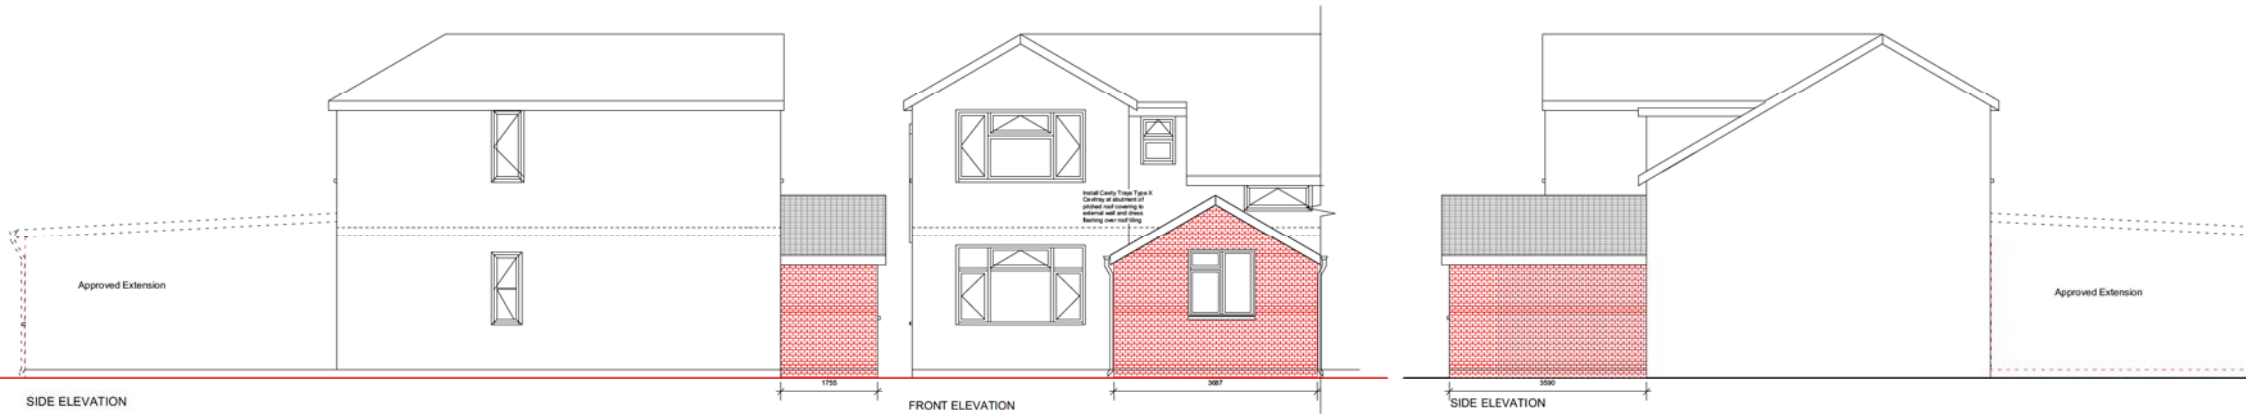 Install Cavity Trays Type X
Cavitray at abutment of
pitched roof covering to
external wall and dress
flashing over roof tiling
Approved Extension
Approved Extension
1755
3687
3590
SIDE ELEVATION
FRONT ELEVATION
SIDE ELEVATION